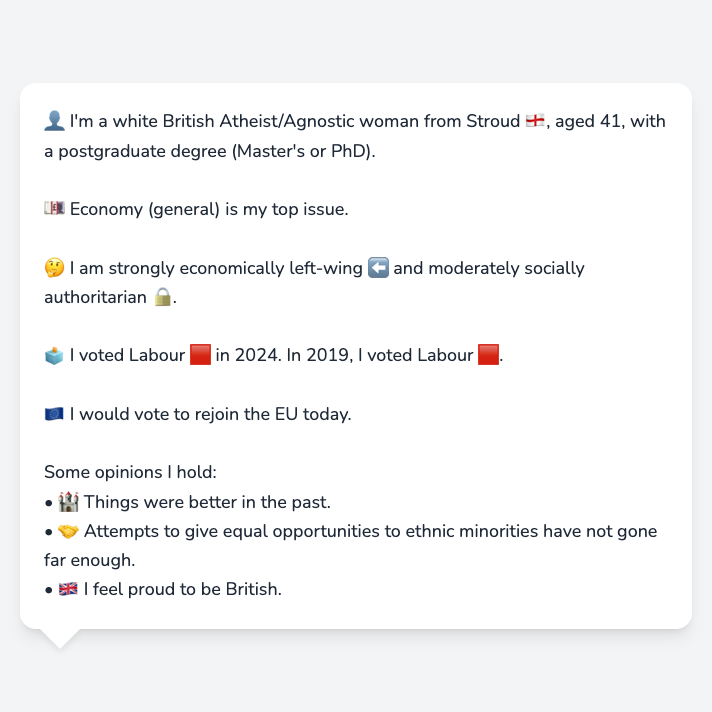 👤 I'm a white British Atheist/Agnostic woman from Stroud 🏴󠁧󠁢󠁥󠁮󠁧󠁿, aged 41, with
a postgraduate degree (Master's or PhD).
💷 Economy (general) is my top issue.
🤔 I am strongly economically left-wing ⬅️ and moderately socially
authoritarian 🔒.
🗳️ I voted Labour 🟥 in 2024. In 2019, I voted Labour 🟥.
🇪🇺 I would vote to rejoin the EU today.
Some opinions I hold:
• 🏰 Things were better in the past.
• 🤝 Attempts to give equal opportunities to ethnic minorities have not gone
far enough.
• 🇬🇧 I feel proud to be British.